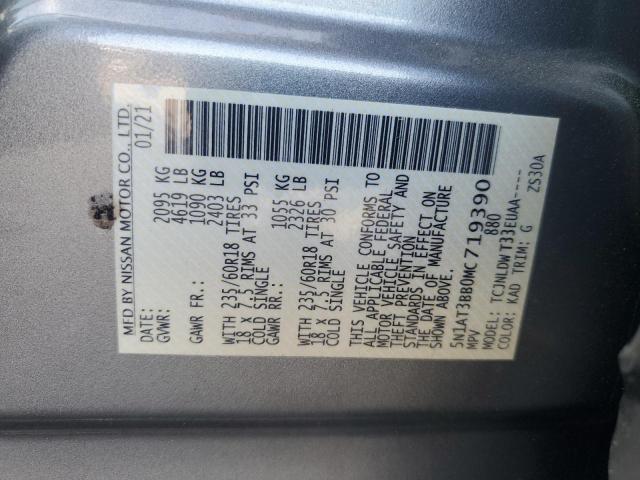 MFD BY NISSAN MOTOR CO., LTD.
DATE: 01/21
GVWR: 2095 KG
4619 LB
GAWR FR.: 1090 KG
2403 LB
WITH 235/60R18 TIRES
18 X 7.5 RIMS AT 33 PSI
COLD SINGLE
GAWR RR.: 1055 KG
2326 LB
WITH 235/60R18 TIRES
18 X 7.5 RIMS AT 30 PSI
COLD SINGLE
THIS VEHICLE CONFORMS TO
ALL APPLICABLE FEDERAL
MOTOR VEHICLE SAFETY AND
THEFT PREVENTION
STANDARDS IN EFFECT ON
THE DATE OF MANUFACTURE
SHOWN ABOVE.
5N1AT3BB0MC719390
MPV B80
MODEL: TCJNLDWT33EUAA----
COLOR: KAD TRIM: G ZS30A